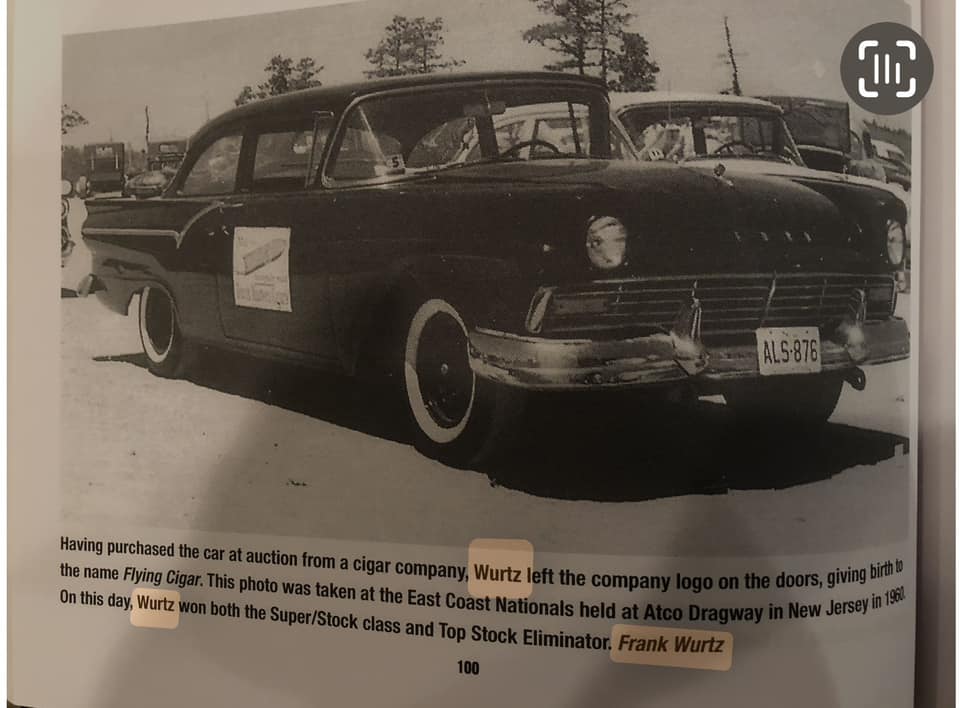 5
FORD
ALS·876
Having purchased the car at auction from a cigar company, Wurtz left the company logo on the doors, giving birth to
the name Flying Cigar. This photo was taken at the East Coast Nationals held at Atco Dragway in New Jersey in 1960.
On this day, Wurtz won both the Super/Stock class and Top Stock Eliminator. Frank Wurtz
100